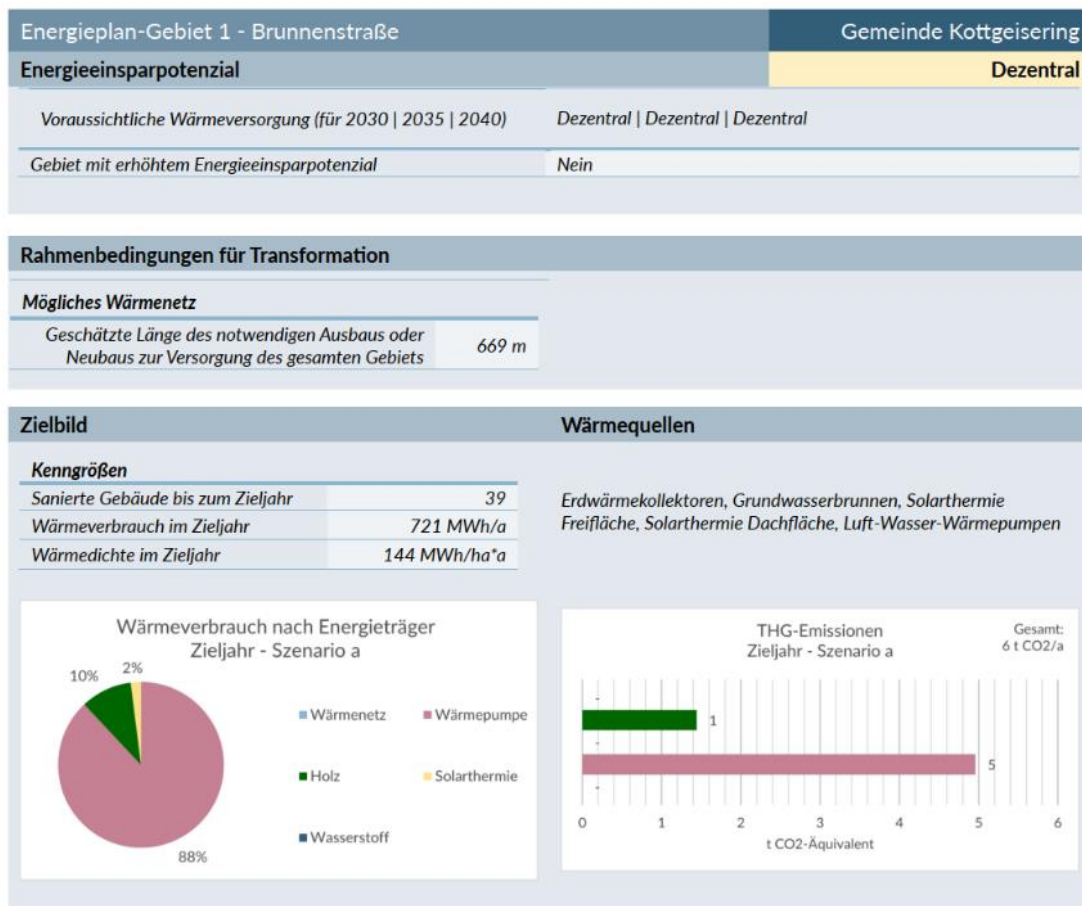 Energieplan-Gebiet 1 - Brunnenstraße
Gemeinde Kottgeisering
Energieeinsparpotenzial
Dezentral
Voraussichtliche Wärmeversorgung (für 2030 | 2035 | 2040)
Dezentral | Dezentral | Dezentral
Gebiet mit erhöhtem Energieeinsparpotenzial
Nein
Rahmenbedingungen für Transformation
Mögliches Wärmenetz
Geschätzte Länge des notwendigen Ausbaus oder
Neubaus zur Versorgung des gesamten Gebiets
669 m
Zielbild
Kenngrößen
Sanierte Gebäude bis zum Zieljahr
39
Wärmeverbrauch im Zieljahr
721 MWh/a
Wärmedichte im Zieljahr
144 MWh/ha*a
Wärmequellen
Erdwärmekollektoren, Grundwasserbrunnen, Solarthermie
Freifläche, Solarthermie Dachfläche, Luft-Wasser-Wärmepumpen
Wärmeverbrauch nach Energieträger
Zieljahr - Szenario a
10%
2%
88%
Wärmenetz
Wärmepumpe
Holz
Solarthermie
Wasserstoff
THG-Emissionen
Zieljahr - Szenario a
Gesamt:
6 t CO2/a
-
1
-
5
-
0 1 2 3 4 5 6
t CO2-Äquivalent